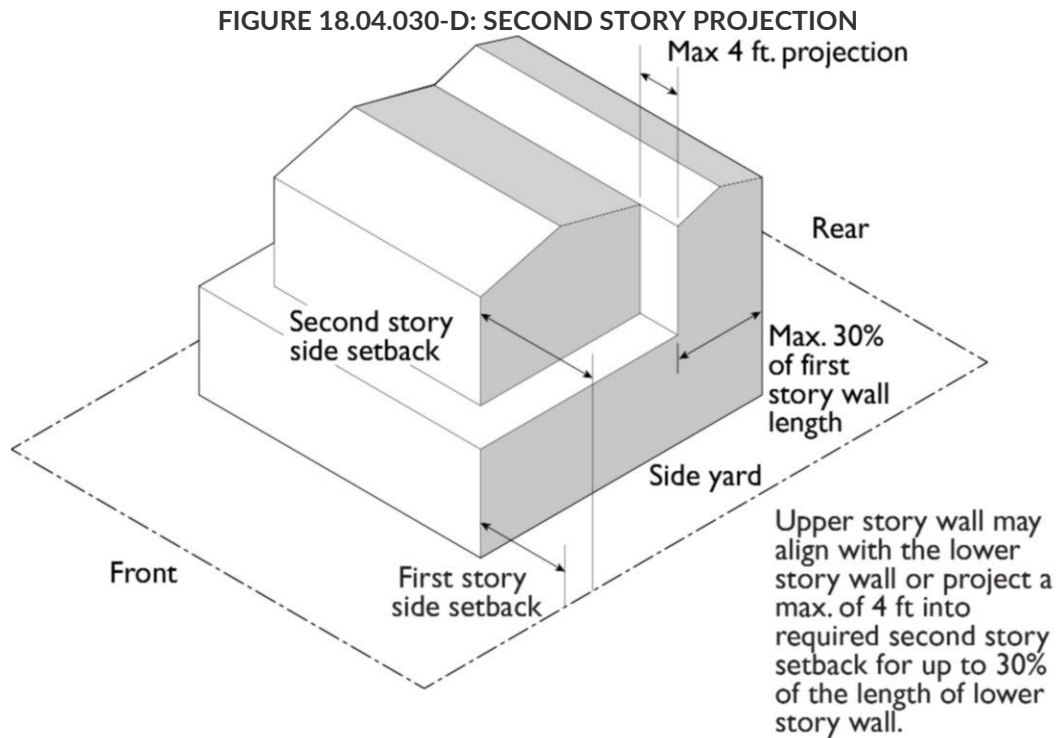 FIGURE 18.04.030-D: SECOND STORY PROJECTION
Max 4 ft. projection
Rear
Second story
side setback
Max. 30%
of first
story wall
length
Side yard
Front
First story
side setback
Upper story wall may
align with the lower
story wall or project a
max. of 4 ft into
required second story
setback for up to 30%
of the length of lower
story wall.